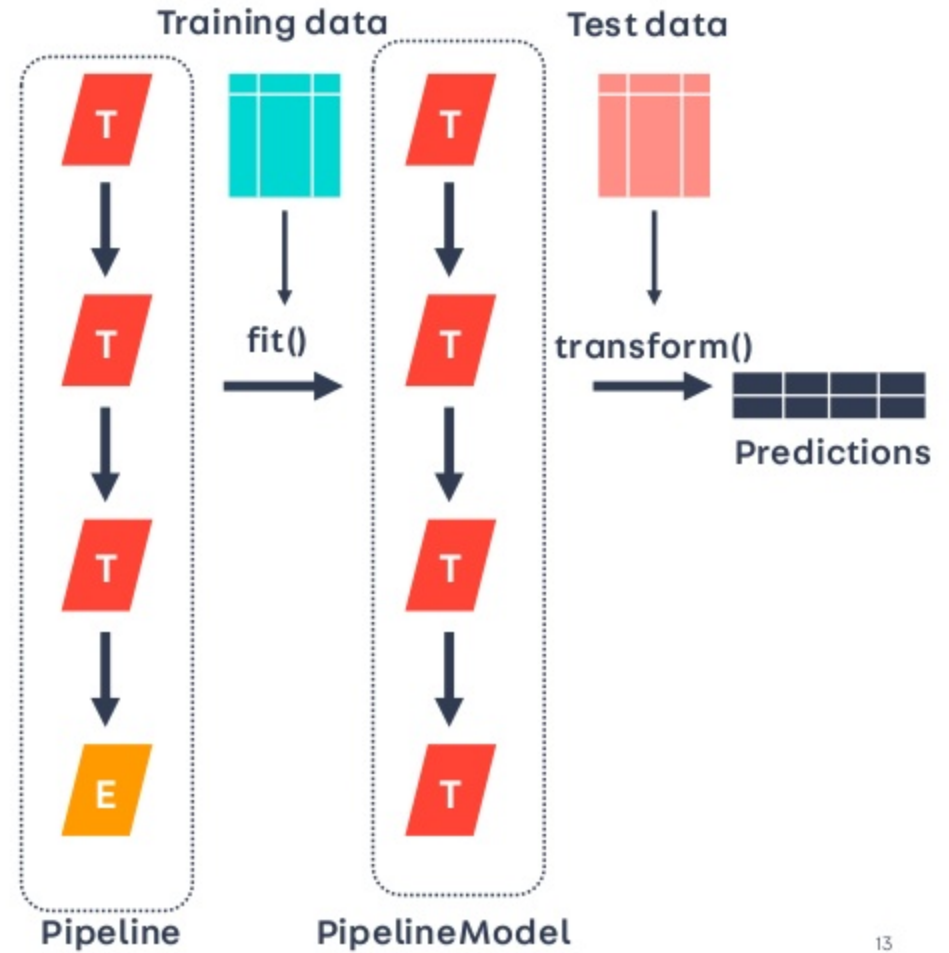 Training data
Test data
T
T
T
E
Pipeline
fit()
T
T
T
T
PipelineModel
transform()
Predictions
13